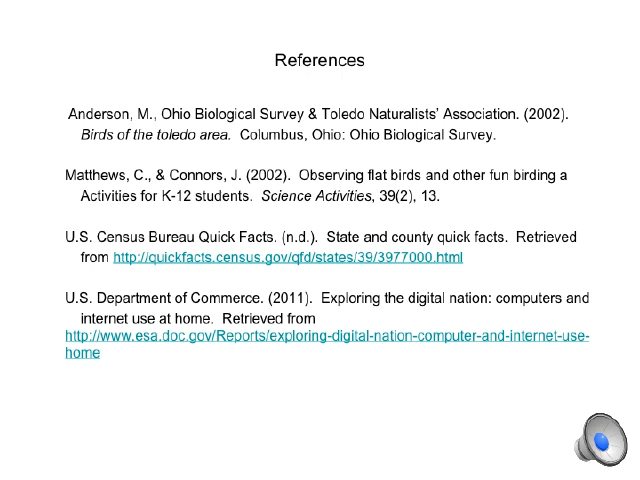 References
Anderson, M., Ohio Biological Survey & Toledo Naturalists' Association. (2002).
Birds of the toledo area. Columbus, Ohio: Ohio Biological Survey.
Matthews, C., & Connors, J. (2002). Observing flat birds and other fun birding a
Activities for K-12 students. Science Activities, 39(2), 13.
U.S. Census Bureau Quick Facts. (n.d.). State and county quick facts. Retrieved
from http://quickfacts.census.gov/qfd/states/39/3977000.html
U.S. Department of Commerce. (2011). Exploring the digital nation: computers and
internet use at home. Retrieved from
http://www.esa.doc.gov/Reports/exploring-digital-nation-computer-and-internet-use-
home